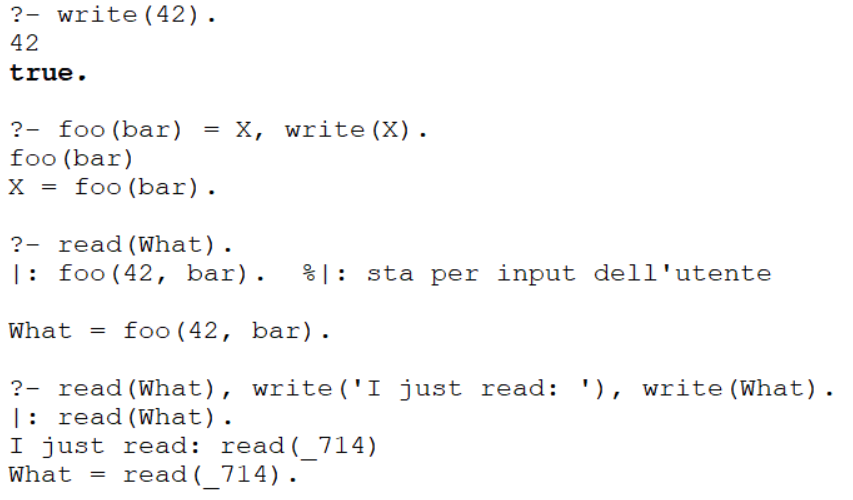 ?- write(42).
42
true.
?- foo(bar) = X, write(X).
foo(bar)
X = foo(bar).
?- read(What).
|: foo(42, bar).  %|: sta per input dell'utente
What = foo(42, bar).
?- read(What), write('I just read: '), write(What).
|: read(What).
I just read: read(_714)
What = read(_714).